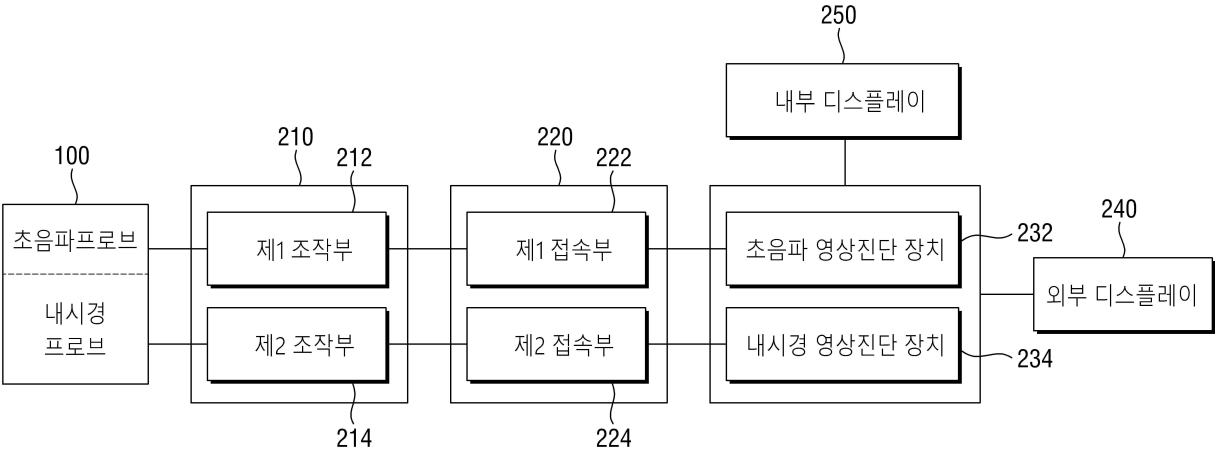 250
내부 디스플레이
210
220
100
212
222
240
초음파프로브
제1 조작부
제1 접속부
초음파 영상진단 장치
232
외부 디스플레이
내시경
프로브
제2 조작부
제2 접속부
내시경 영상진단 장치
234
214
224